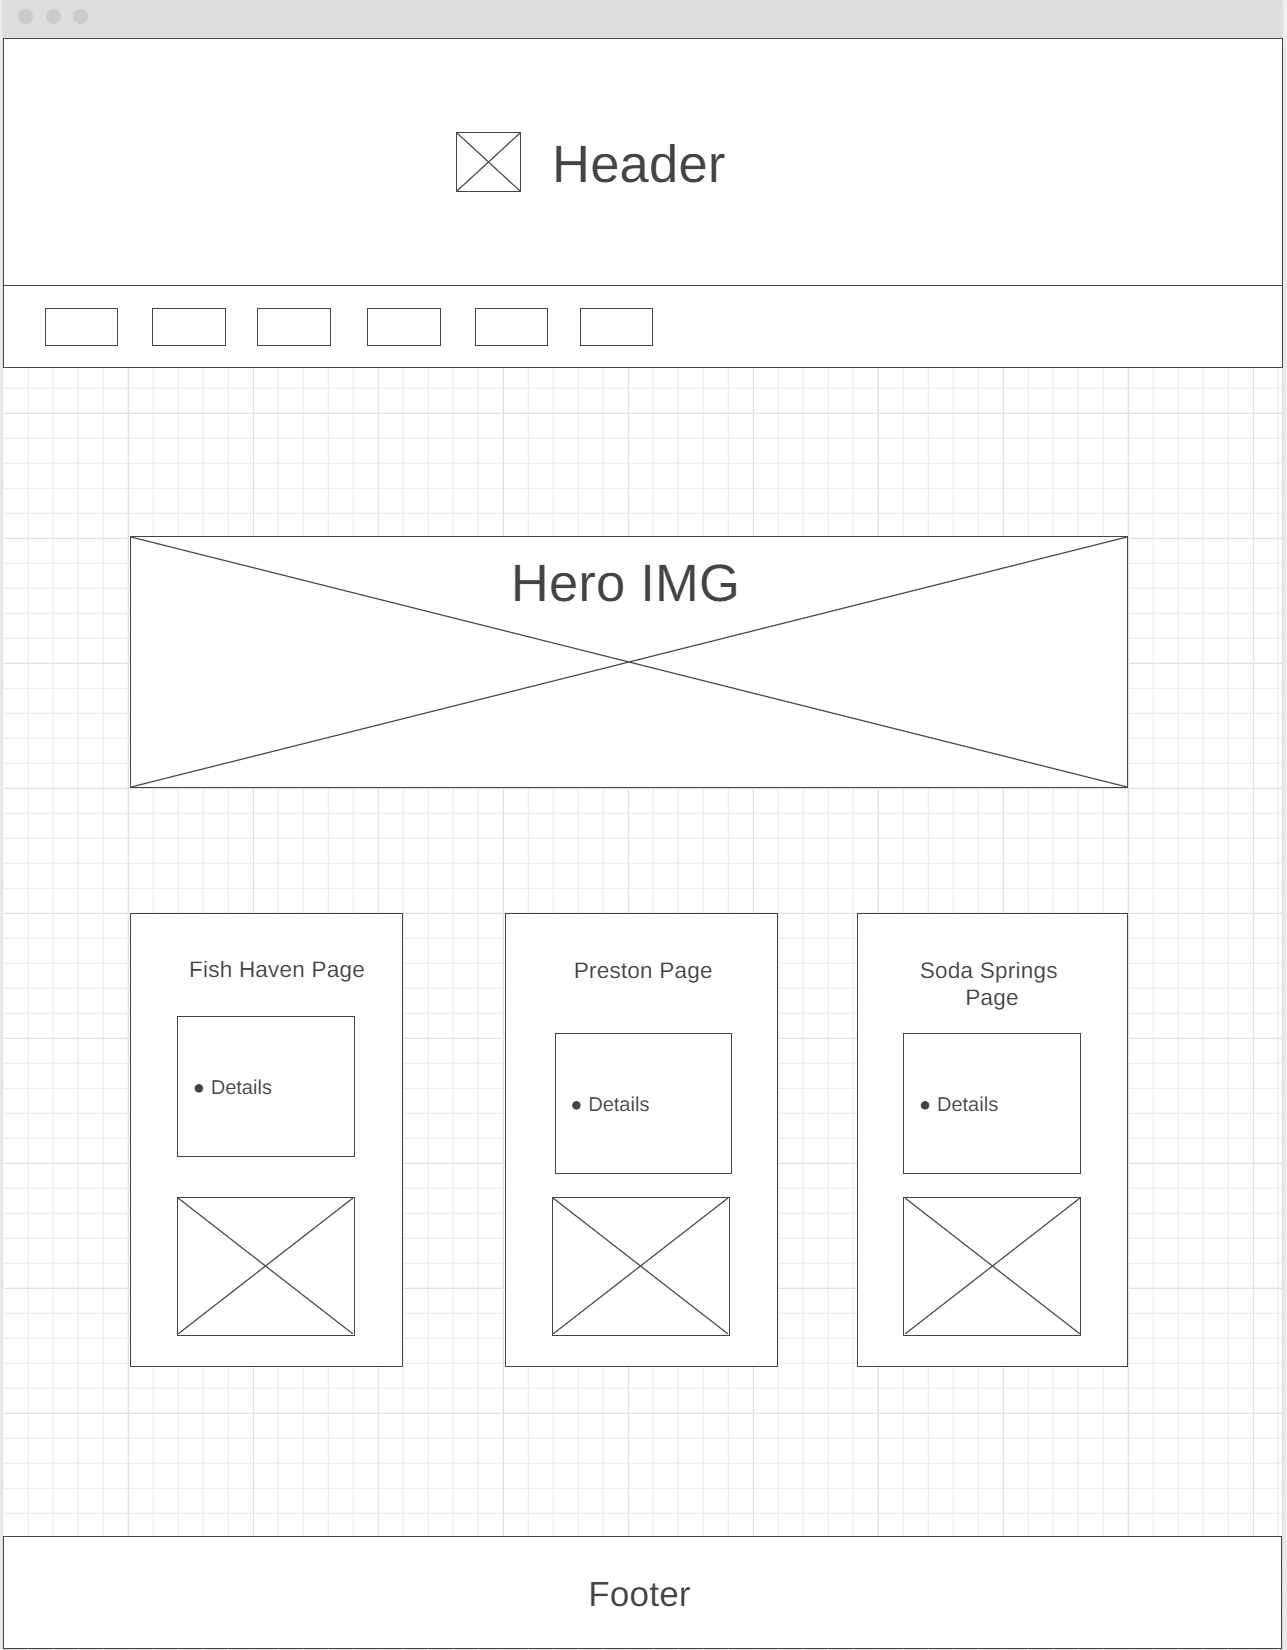 Header
Hero IMG
Fish Haven Page
• Details
Preston Page
• Details
Soda Springs
Page
• Details
Footer